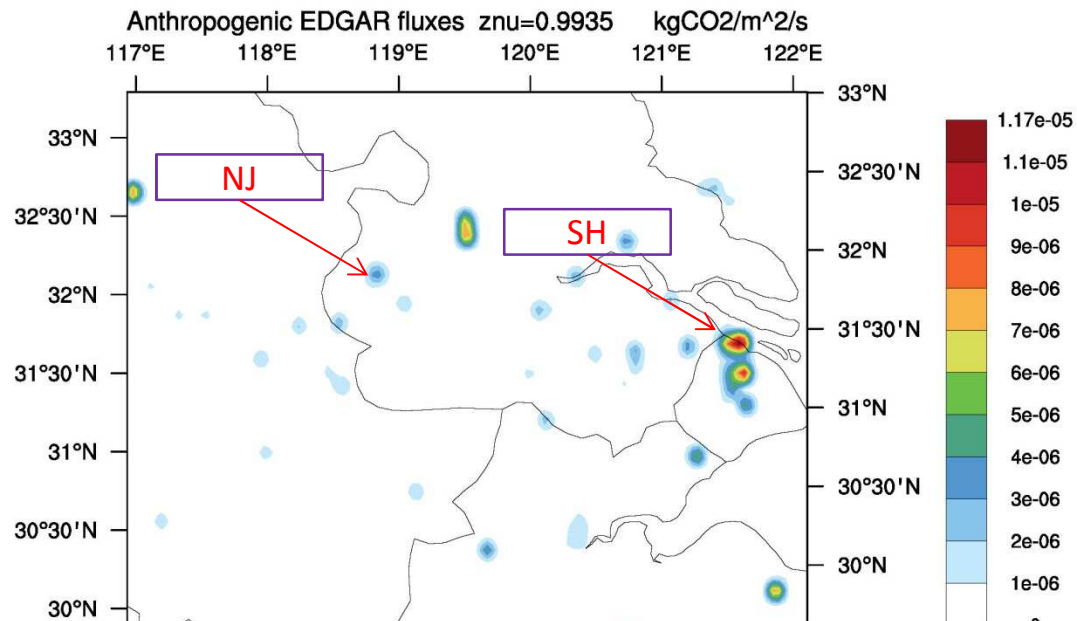 Anthropogenic EDGAR fluxes znu=0.9935 kgCO2/m^2/s
117°E 118°E 119°E 120°E 121°E 122°E
33°N
32°30'N
32°N
31°30'N
31°N
30°30'N
30°N
NJ
SH
33°N
32°30'N
32°N
31°30'N
31°N
30°30'N
30°N
1.17e-05
1.1e-05
1e-05
9e-06
8e-06
7e-06
6e-06
5e-06
4e-06
3e-06
2e-06
1e-06